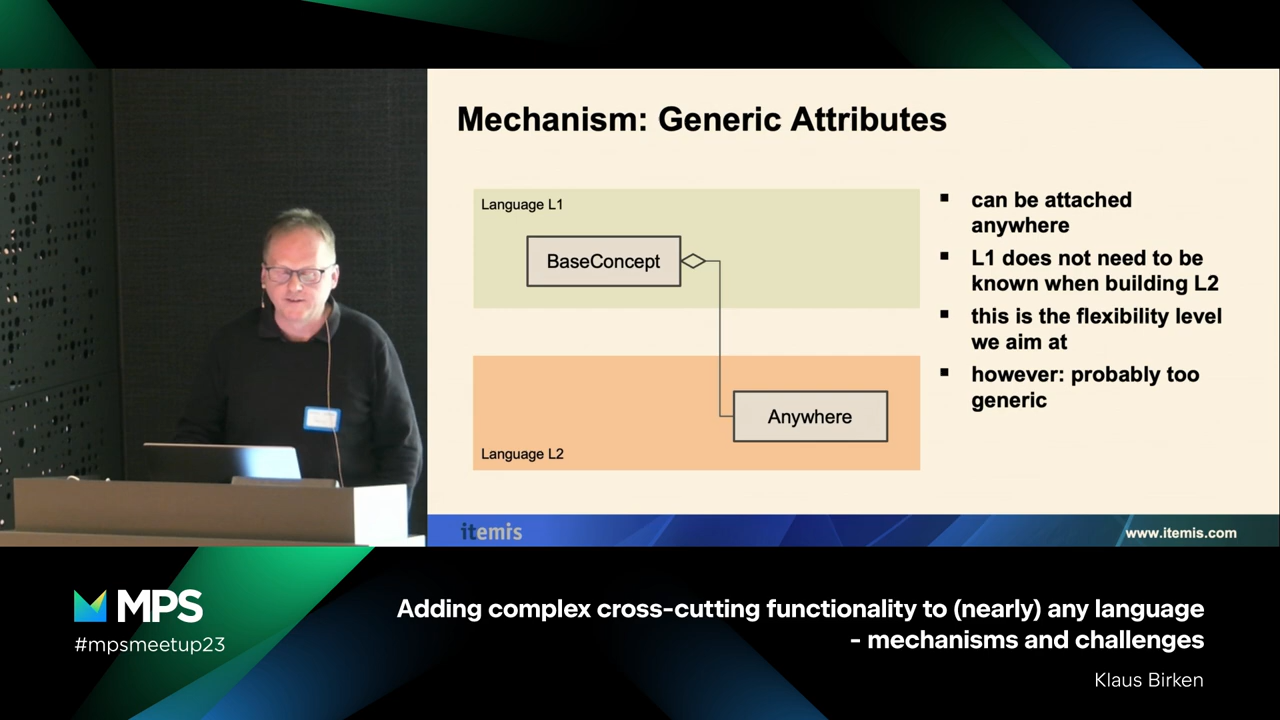 Mechanism: Generic Attributes
Language L1
BaseConcept
Anywhere
Language L2
can be attached
anywhere
L1 does not need to be
known when building L2
this is the flexibility level
we aim at
however: probably too
generic
itemis
www.itemis.com
MPS
#mpsmeetup23
Adding complex cross-cutting functionality to (nearly) any language
- mechanisms and challenges
Klaus Birken